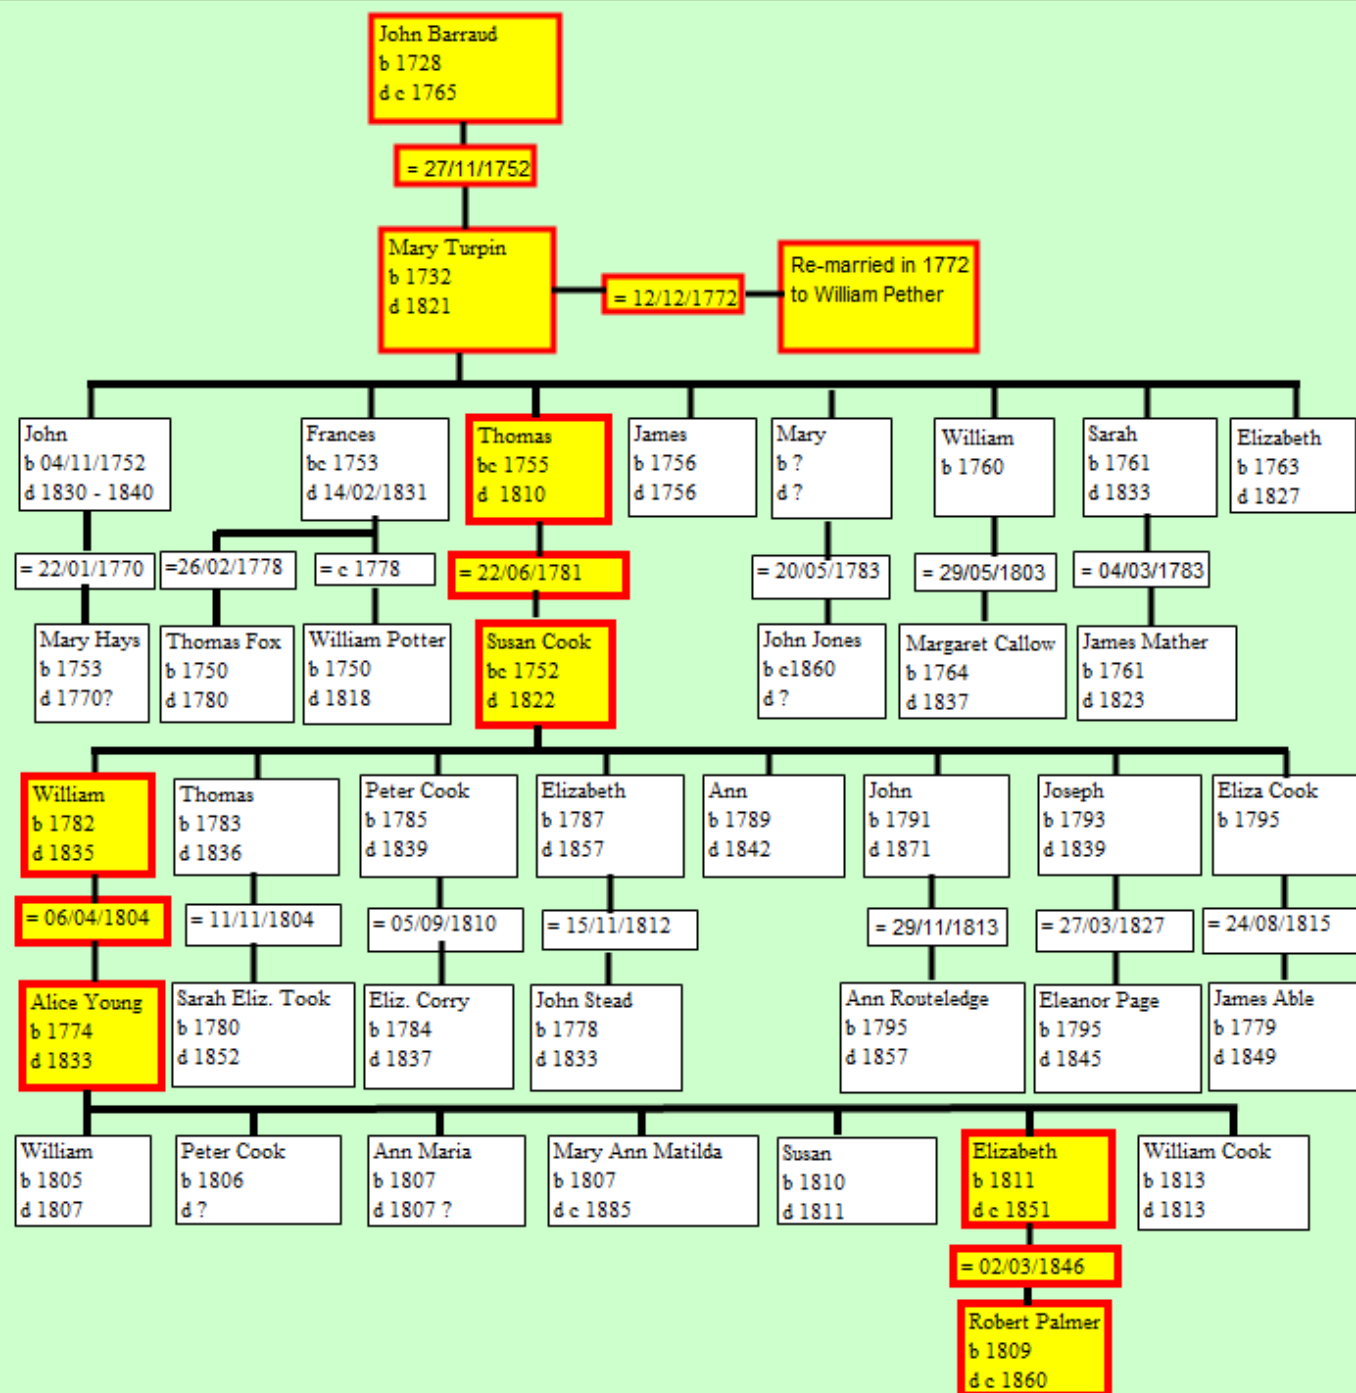 John Barraud
b 1728
d c 1765
= 27/11/1752
Mary Turpin
b 1732
d 1821
= 12/12/1772
Re-married in 1772
to William Pether
John
b 04/11/1752
d 1830 - 1840
Frances
bc 1753
d 14/02/1831
Thomas
bc 1755
d 1810
James
b 1756
d 1756
Mary
b ?
d ?
William
b 1760
Sarah
b 1761
d 1833
Elizabeth
b 1763
d 1827
= 22/01/1770
=26/02/1778
= c 1778
= 22/06/1781
= 20/05/1783
= 29/05/1803
= 04/03/1783
Mary Hays
b 1753
d 1770?
Thomas Fox
b 1750
d 1780
William Potter
b 1750
d 1818
Susan Cook
bc 1752
d 1822
John Jones
b c1860
d ?
Margaret Callow
b 1764
d 1837
James Mather
b 1761
d 1823
William
b 1782
d 1835
Thomas
b 1783
d 1836
Peter Cook
b 1785
d 1839
Elizabeth
b 1787
d 1857
Ann
b 1789
d 1842
John
b 1791
d 1871
Joseph
b 1793
d 1839
Eliza Cook
b 1795
= 06/04/1804
= 11/11/1804
= 05/09/1810
= 15/11/1812
= 29/11/1813
= 27/03/1827
= 24/08/1815
Alice Young
b 1774
d 1833
Sarah Eliz. Took
b 1780
d 1852
Eliz. Corry
b 1784
d 1837
John Stead
b 1778
d 1833
Ann Routeledge
b 1795
d 1857
Eleanor Page
b 1795
d 1845
James Able
b 1779
d 1849
William
b 1805
d 1807
Peter Cook
b 1806
d ?
Ann Maria
b 1807
d 1807 ?
Mary Ann Matilda
b 1807
d c 1885
Susan
b 1810
d 1811
Elizabeth
b 1811
d c 1851
William Cook
b 1813
d 1813
= 02/03/1846
Robert Palmer
b 1809
d c 1860